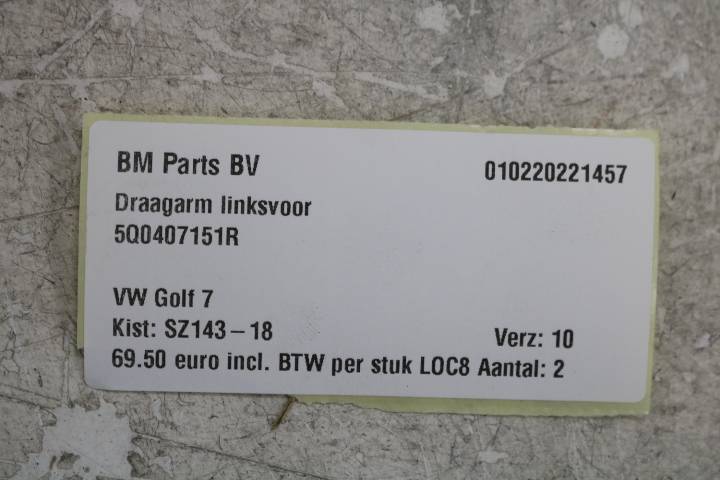 BM Parts BV 010220221457
Draagarm linksvoor
5Q0407151R
VW Golf 7
Kist: SZ143-18 Verz: 10
69.50 euro incl. BTW per stuk LOC8 Aantal: 2